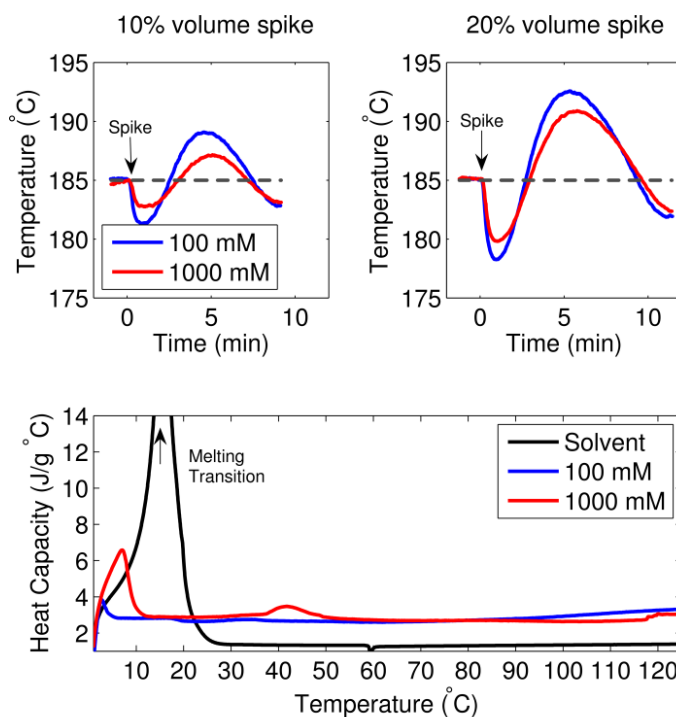 10% volume spike
20% volume spike
195
190
185
180
175
Temperature (°C)
Spike
100 mM
1000 mM
0
5
10
Time (min)
195
190
185
180
175
Temperature (°C)
Spike
0
5
10
Time (min)
14
12
10
8
6
4
2
Heat Capacity (J/g °C)
Melting
Transition
Solvent
100 mM
1000 mM
10 20 30 40 50 60 70 80 90 100 110 120
Temperature (°C)